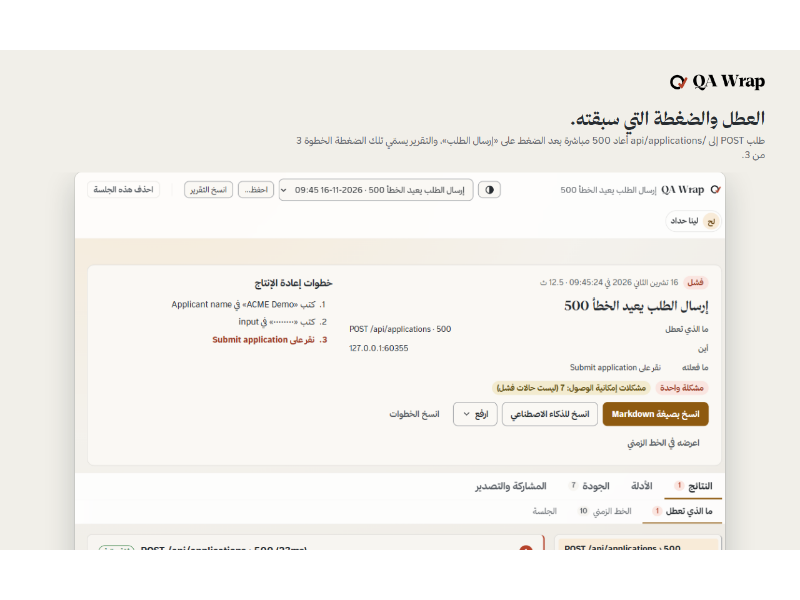 QA Wrap
العطل والضغطة التي سبقته.
طلب POST إلى /api/applications أعاد 500 مباشرة بعد الضغط على «إرسال الطلب». والتقرير يسمّي تلك الضغطة الخطوة 3
من 3.
QA Wrap إرسال الطلب يعيد الخطأ 500
إرسال الطلب يعيد الخطأ 500 · 2026-11-16 09:45
احفظ...
انسخ التقرير
احذف هذه الجلسة
لح لينا حداد
فشل 16 تشرين الثاني 2026 في 09:45:24 · 12.5 ث
إرسال الطلب يعيد الخطأ 500
ما الذي تعطل POST /api/applications · 500
أين 127.0.0.1:60355
ما فعلته نقر على Submit application
مشكلة واحدة مشكلات إمكانية الوصول: 7 (ليست حالات فشل)
انسخ بصيغة Markdown انسخ للذكاء الاصطناعي ارفع انسخ الخطوات
اعرضه في الخط الزمني
خطوات إعادة الإنتاج
1. كتب «ACME Demo» في Applicant name
2. كتب «••••••••» في input
3. نقر على Submit application
النتائج 1 الأدلة الجودة 7 المشاركة والتصدير
ما الذي تعطل 1 الخط الزمني 10 الجلسة
POST /api/applications · 500